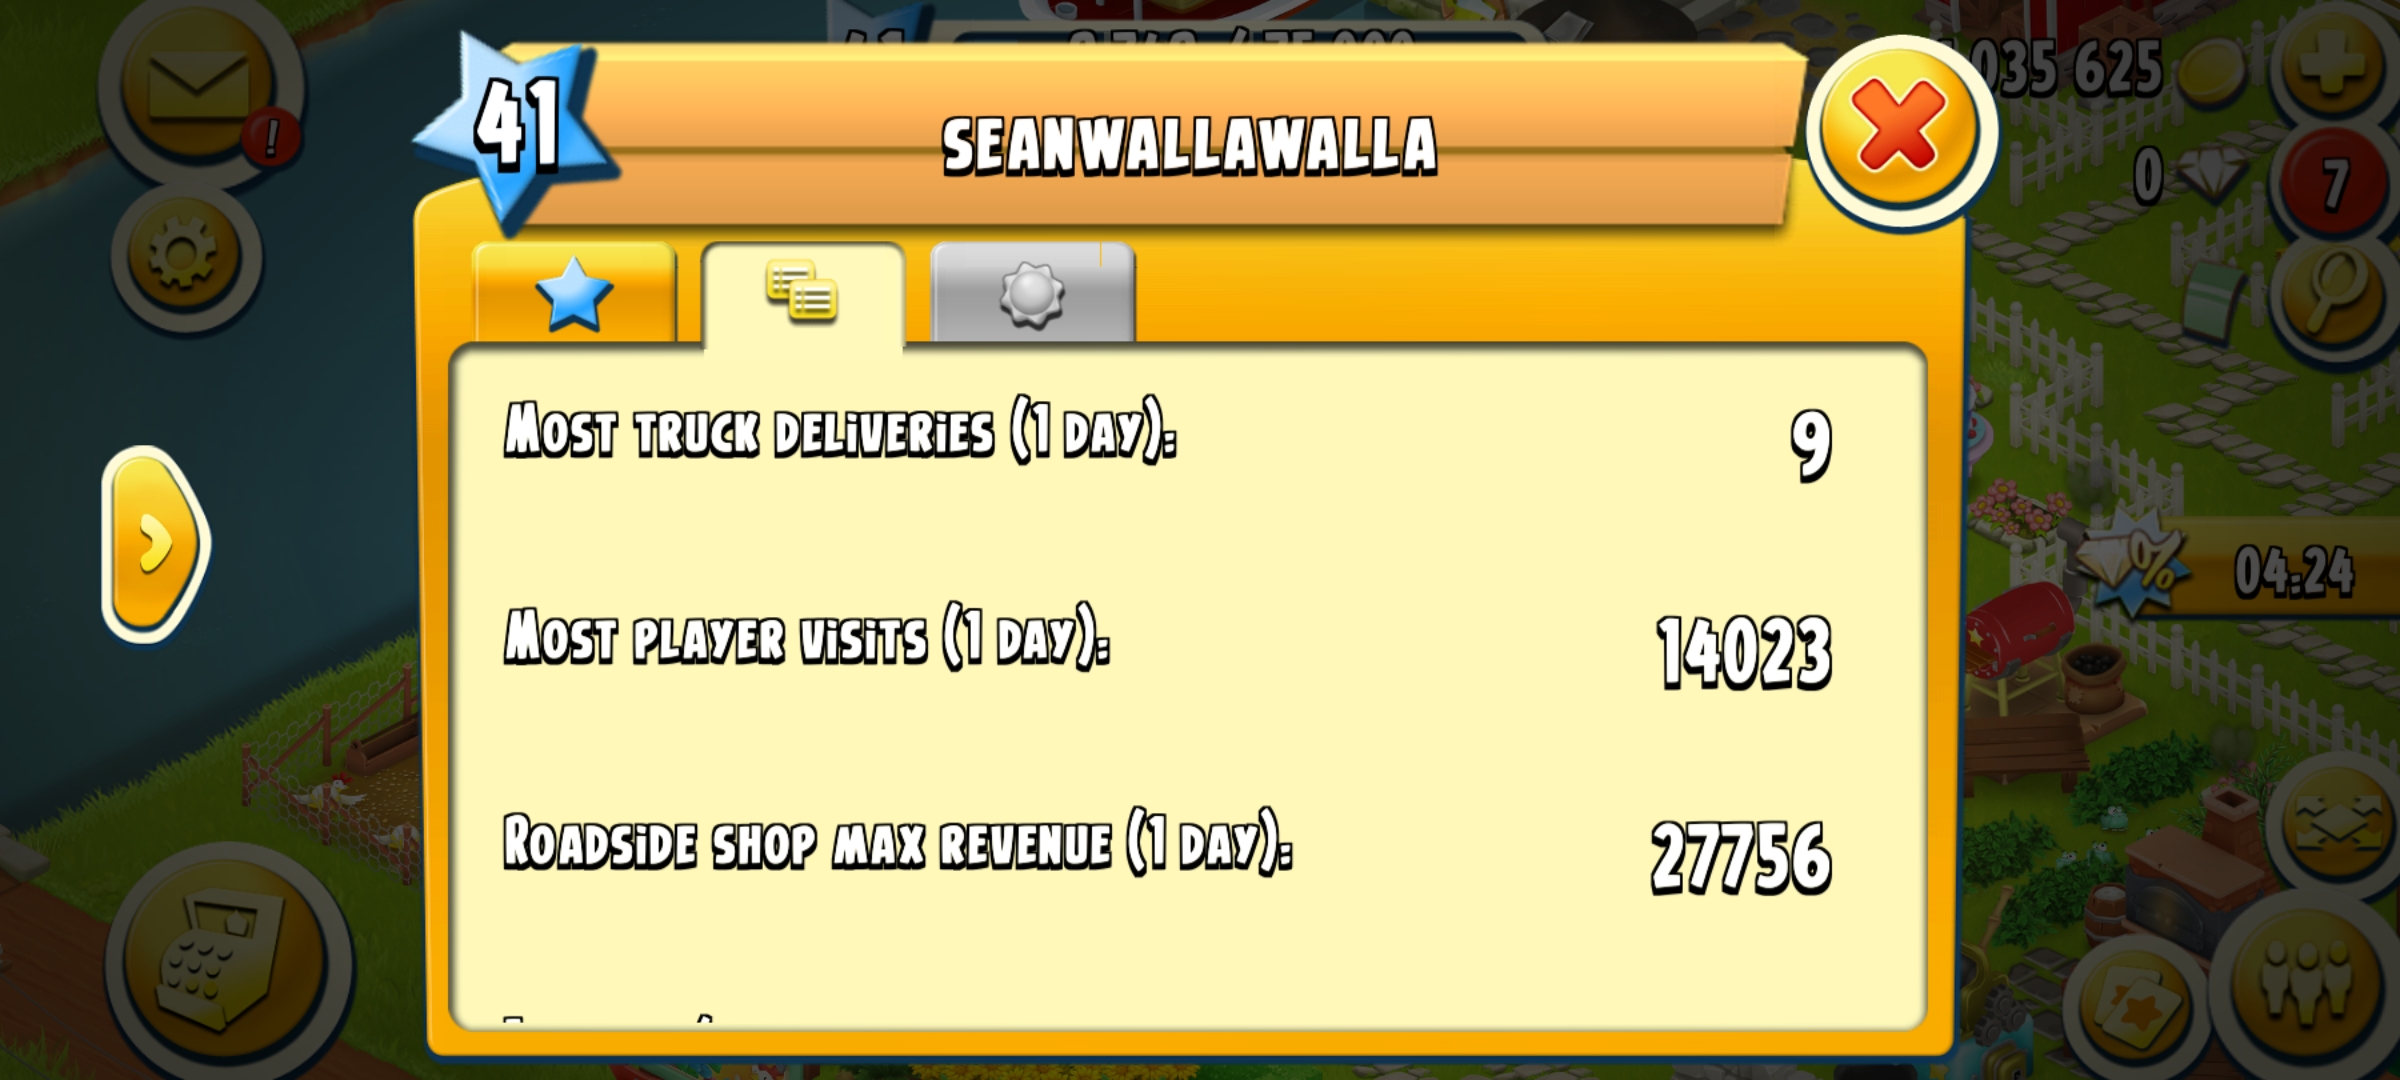 41
SEANWALLAWALLA
035 625
0
7
MOST TRUCK DELIVERIES (1 DAY): 9
MOST PLAYER VISITS (1 DAY): 14023
04:24
ROADSIDE SHOP MAX REVENUE (1 DAY): 27756